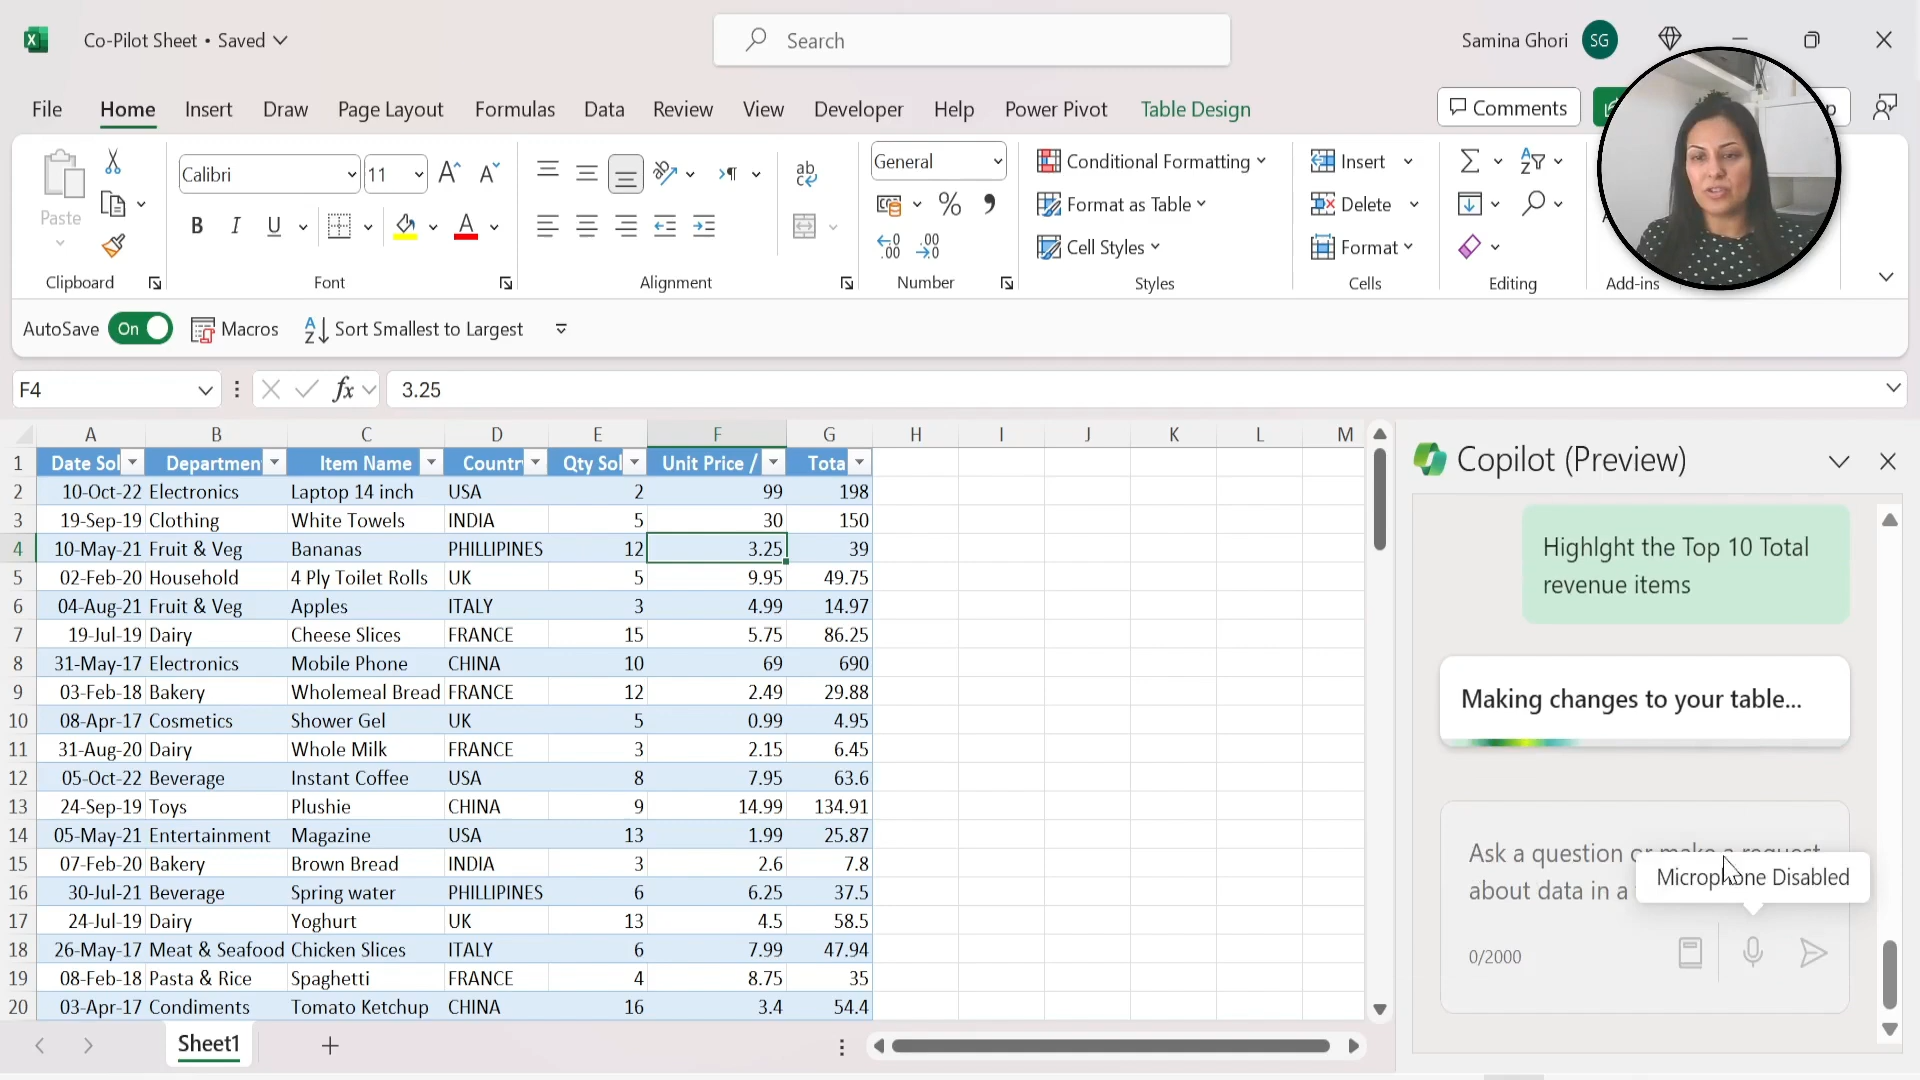 Co-Pilot Sheet • Saved
Search
Samina Ghori SG
File Home Insert Draw Page Layout Formulas Data Review View Developer Help Power Pivot Table Design
Comments
Paste
Calibri 11
General
Conditional Formatting
Format as Table
Cell Styles
Insert
Delete
Format
Clipboard Font Alignment Number Styles Cells Editing Add-ins
AutoSave On Macros Sort Smallest to Largest
F4 fx 3.25
A B C D E F G H I J K L M
1 Date Sol Departmen Item Name Countr Qty Sol Unit Price / Tota
2 10-Oct-22 Electronics Laptop 14 inch USA 2 99 198
3 19-Sep-19 Clothing White Towels INDIA 5 30 150
4 10-May-21 Fruit & Veg Bananas PHILLIPINES 12 3.25 39
5 02-Feb-20 Household 4 Ply Toilet Rolls UK 5 9.95 49.75
6 04-Aug-21 Fruit & Veg Apples ITALY 3 4.99 14.97
7 19-Jul-19 Dairy Cheese Slices FRANCE 15 5.75 86.25
8 31-May-17 Electronics Mobile Phone CHINA 10 69 690
9 03-Feb-18 Bakery Wholemeal Bread FRANCE 12 2.49 29.88
10 08-Apr-17 Cosmetics Shower Gel UK 5 0.99 4.95
11 31-Aug-20 Dairy Whole Milk FRANCE 3 2.15 6.45
12 05-Oct-22 Beverage Instant Coffee USA 8 7.95 63.6
13 24-Sep-19 Toys Plushie CHINA 9 14.99 134.91
14 05-May-21 Entertainment Magazine USA 13 1.99 25.87
15 07-Feb-20 Bakery Brown Bread INDIA 3 2.6 7.8
16 30-Jul-21 Beverage Spring water PHILLIPINES 6 6.25 37.5
17 24-Jul-19 Dairy Yoghurt UK 13 4.5 58.5
18 26-May-17 Meat & Seafood Chicken Slices ITALY 6 7.99 47.94
19 08-Feb-18 Pasta & Rice Spaghetti FRANCE 4 8.75 35
20 03-Apr-17 Condiments Tomato Ketchup CHINA 16 3.4 54.4
Sheet1
Copilot (Preview)
Highlght the Top 10 Total
revenue items
Making changes to your table...
Ask a question or make a request
about data in a
Microphone Disabled
0/2000